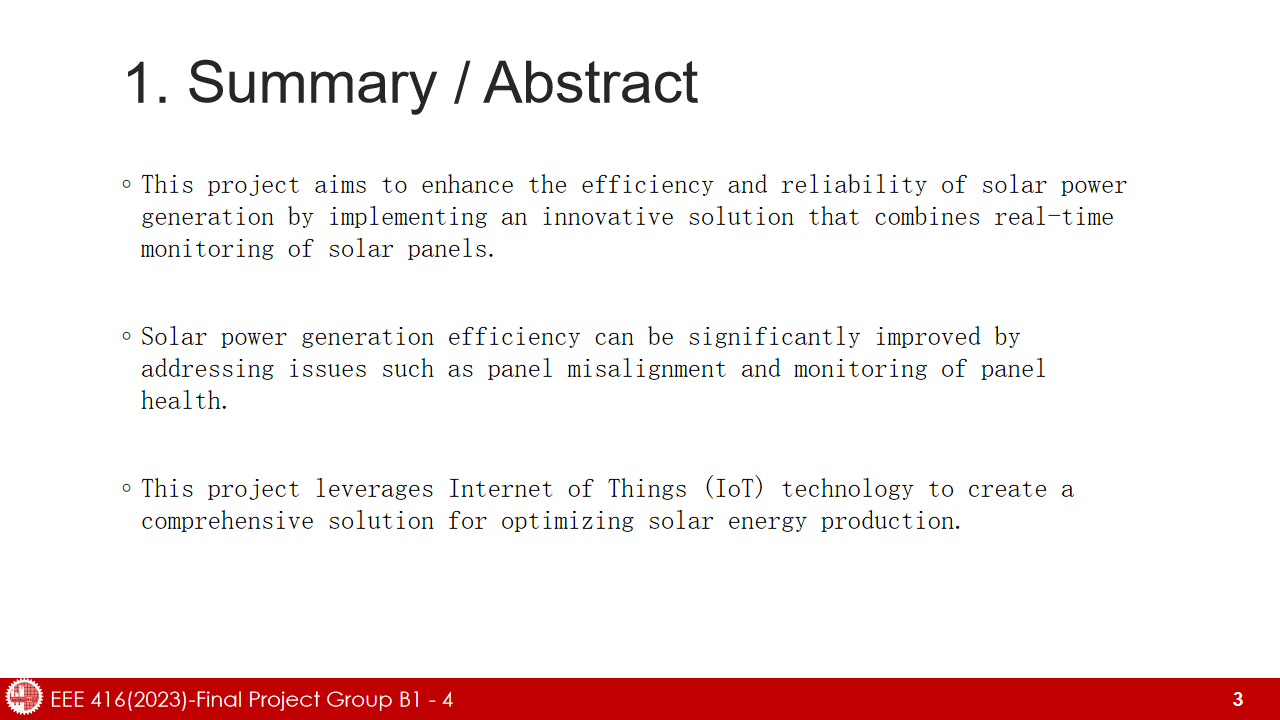 1. Summary / Abstract
◦ This project aims to enhance the efficiency and reliability of solar power
generation by implementing an innovative solution that combines real-time
monitoring of solar panels.
◦ Solar power generation efficiency can be significantly improved by
addressing issues such as panel misalignment and monitoring of panel
health.
◦ This project leverages Internet of Things (IoT) technology to create a
comprehensive solution for optimizing solar energy production.
EEE 416(2023)-Final Project Group B1 - 4
3